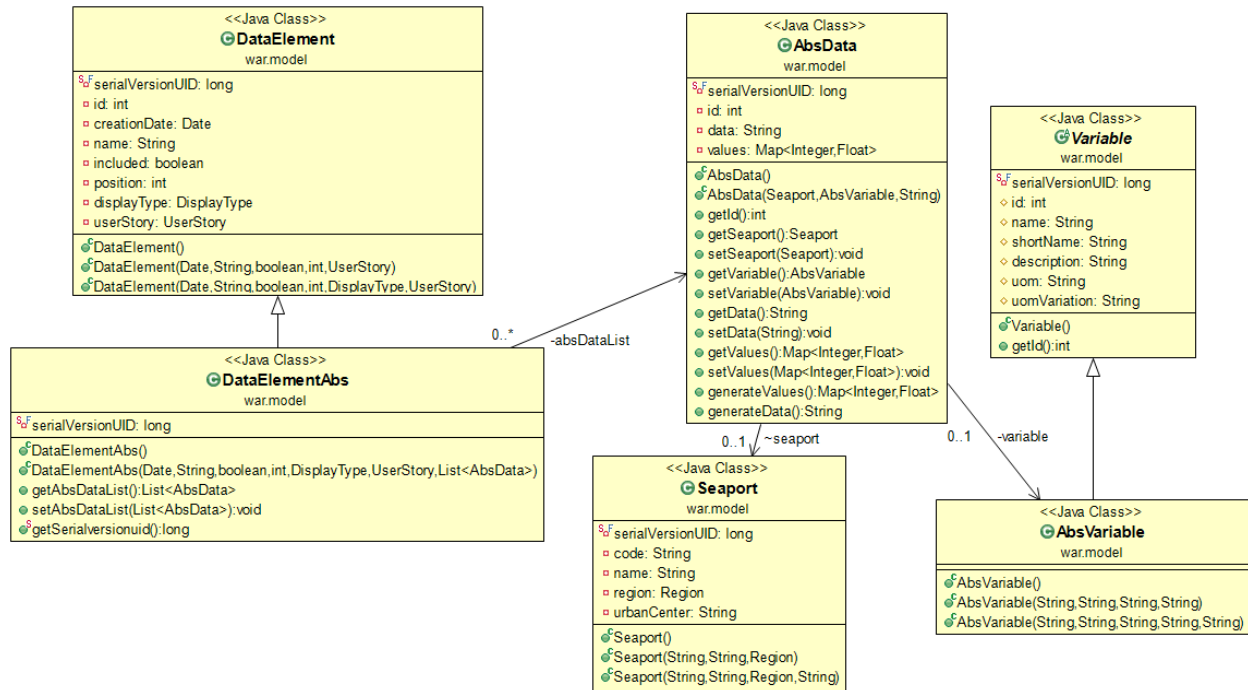 <<Java Class>>
DataElement
war.model
serialVersionUID: long
id: int
creationDate: Date
name: String
included: boolean
position: int
displayType: DisplayType
userStory: UserStory
DataElement()
DataElement(Date,String,boolean,int,UserStory)
DataElement(Date,String,boolean,int,DisplayType,UserStory)
<<Java Class>>
AbsData
war.model
serialVersionUID: long
id: int
data: String
values: Map<Integer,Float>
AbsData()
AbsData(Seaport,AbsVariable,String)
getId():int
getSeaport():Seaport
setSeaport(Seaport):void
getVariable():AbsVariable
setVariable(AbsVariable):void
getData():String
setData(String):void
getValues():Map<Integer,Float>
setValues(Map<Integer,Float>):void
generateValues():Map<Integer,Float>
generateData():String
<<Java Class>>
Variable
war.model
serialVersionUID: long
id: int
name: String
shortName: String
description: String
uom: String
uomVariation: String
Variable()
getId():int
0..*
-absDataList
<<Java Class>>
DataElementAbs
war.model
serialVersionUID: long
DataElementAbs()
DataElementAbs(Date,String,boolean,int,DisplayType,UserStory,List<AbsData>)
getAbsDataList():List<AbsData>
setAbsDataList(List<AbsData>):void
getSerialversionuid():long
0..1
~seaport
0..1
-variable
<<Java Class>>
Seaport
war.model
serialVersionUID: long
code: String
name: String
region: Region
urbanCenter: String
Seaport()
Seaport(String,String,Region)
Seaport(String,String,Region,String)
<<Java Class>>
AbsVariable
war.model
AbsVariable()
AbsVariable(String,String,String,String)
AbsVariable(String,String,String,String,String)